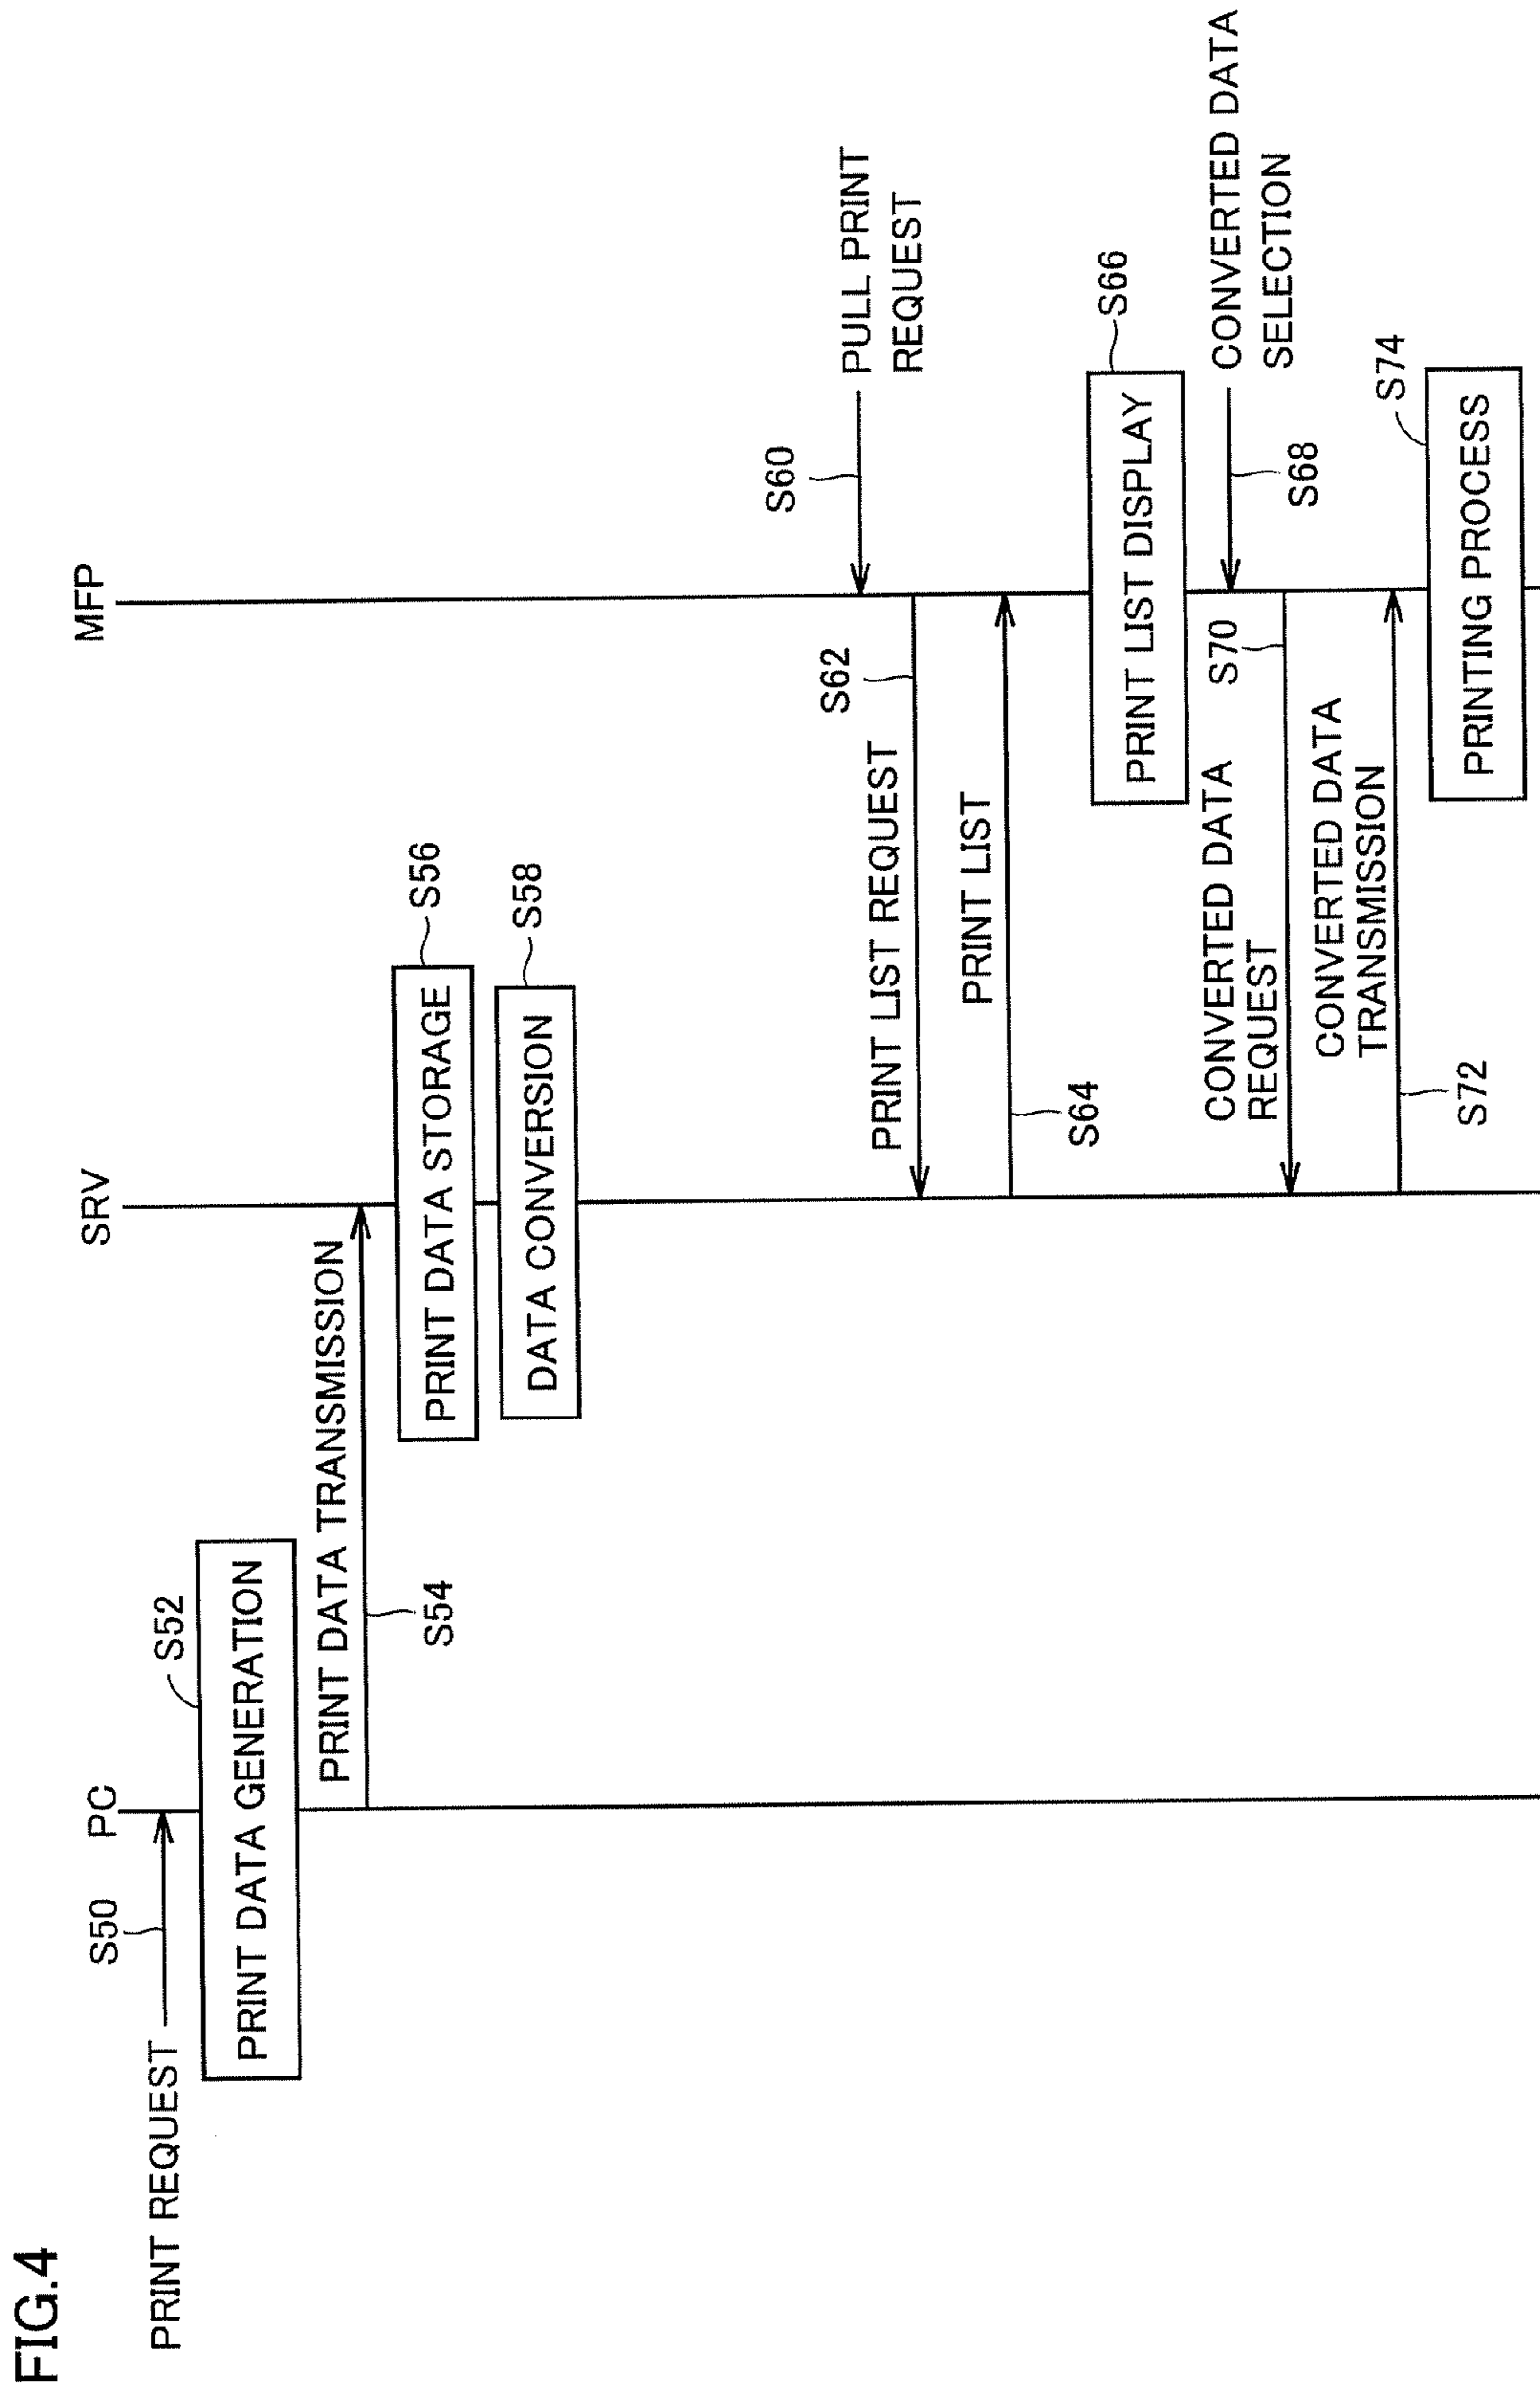 FIG.4
PC
SRV
MFP
S50
PRINT REQUEST
S52
PRINT DATA GENERATION
PRINT DATA TRANSMISSION
S54
PRINT DATA STORAGE
S56
DATA CONVERSION
S58
S60
PULL PRINT
REQUEST
S62
PRINT LIST REQUEST
PRINT LIST
S64
S66
PRINT LIST DISPLAY
CONVERTED DATA
SELECTION
S68
S70
CONVERTED DATA
REQUEST
CONVERTED DATA
TRANSMISSION
S72
S74
PRINTING PROCESS